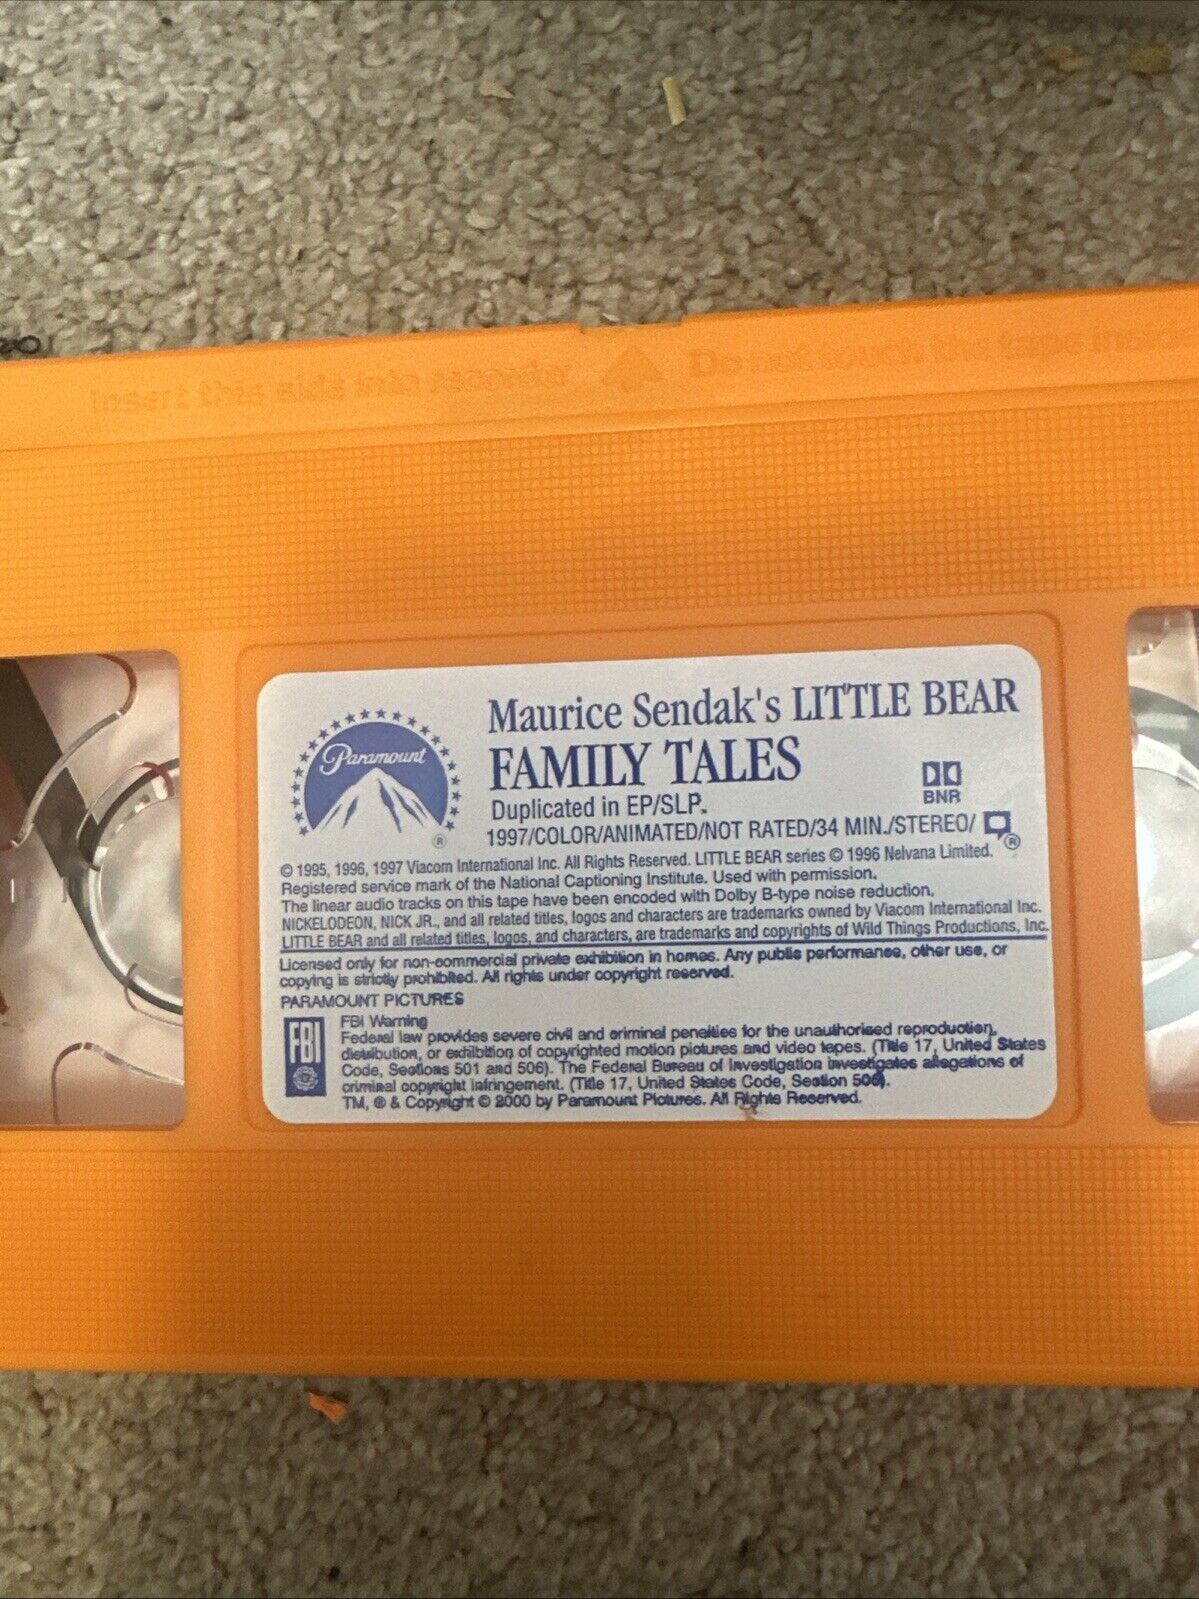 Insert this side into recorder Do not touch the tape
Paramount
®
Maurice Sendak's LITTLE BEAR
FAMILY TALES
Duplicated in EP/SLP.
BNR
1997/COLOR/ANIMATED/NOT RATED/34 MIN./STEREO/ ®
© 1995, 1996, 1997 Viacom International Inc. All Rights Reserved. LITTLE BEAR series © 1996 Nelvana Limited.
Registered service mark of the National Captioning Institute. Used with permission.
The linear audio tracks on this tape have been encoded with Dolby B-type noise reduction.
NICKELODEON, NICK JR., and all related titles, logos and characters are trademarks owned by Viacom International Inc.
LITTLE BEAR and all related titles, logos, and characters, are trademarks and copyrights of Wild Things Productions, Inc.
Licensed only for non-commercial private exhibition in homes. Any public performance, other use, or
copying is strictly prohibited. All rights under copyright reserved.
PARAMOUNT PICTURES
FBI
FBI Warning
Federal law provides severe civil and criminal penalties for the unauthorized reproduction,
distribution, or exhibition of copyrighted motion pictures and video tapes. (Title 17, United States
Code, Sections 501 and 506). The Federal Bureau of Investigation investigates allegations of
criminal copyright infringement. (Title 17, United States Code, Section 506).
TM, ® & Copyright © 2000 by Paramount Pictures. All Rights Reserved.